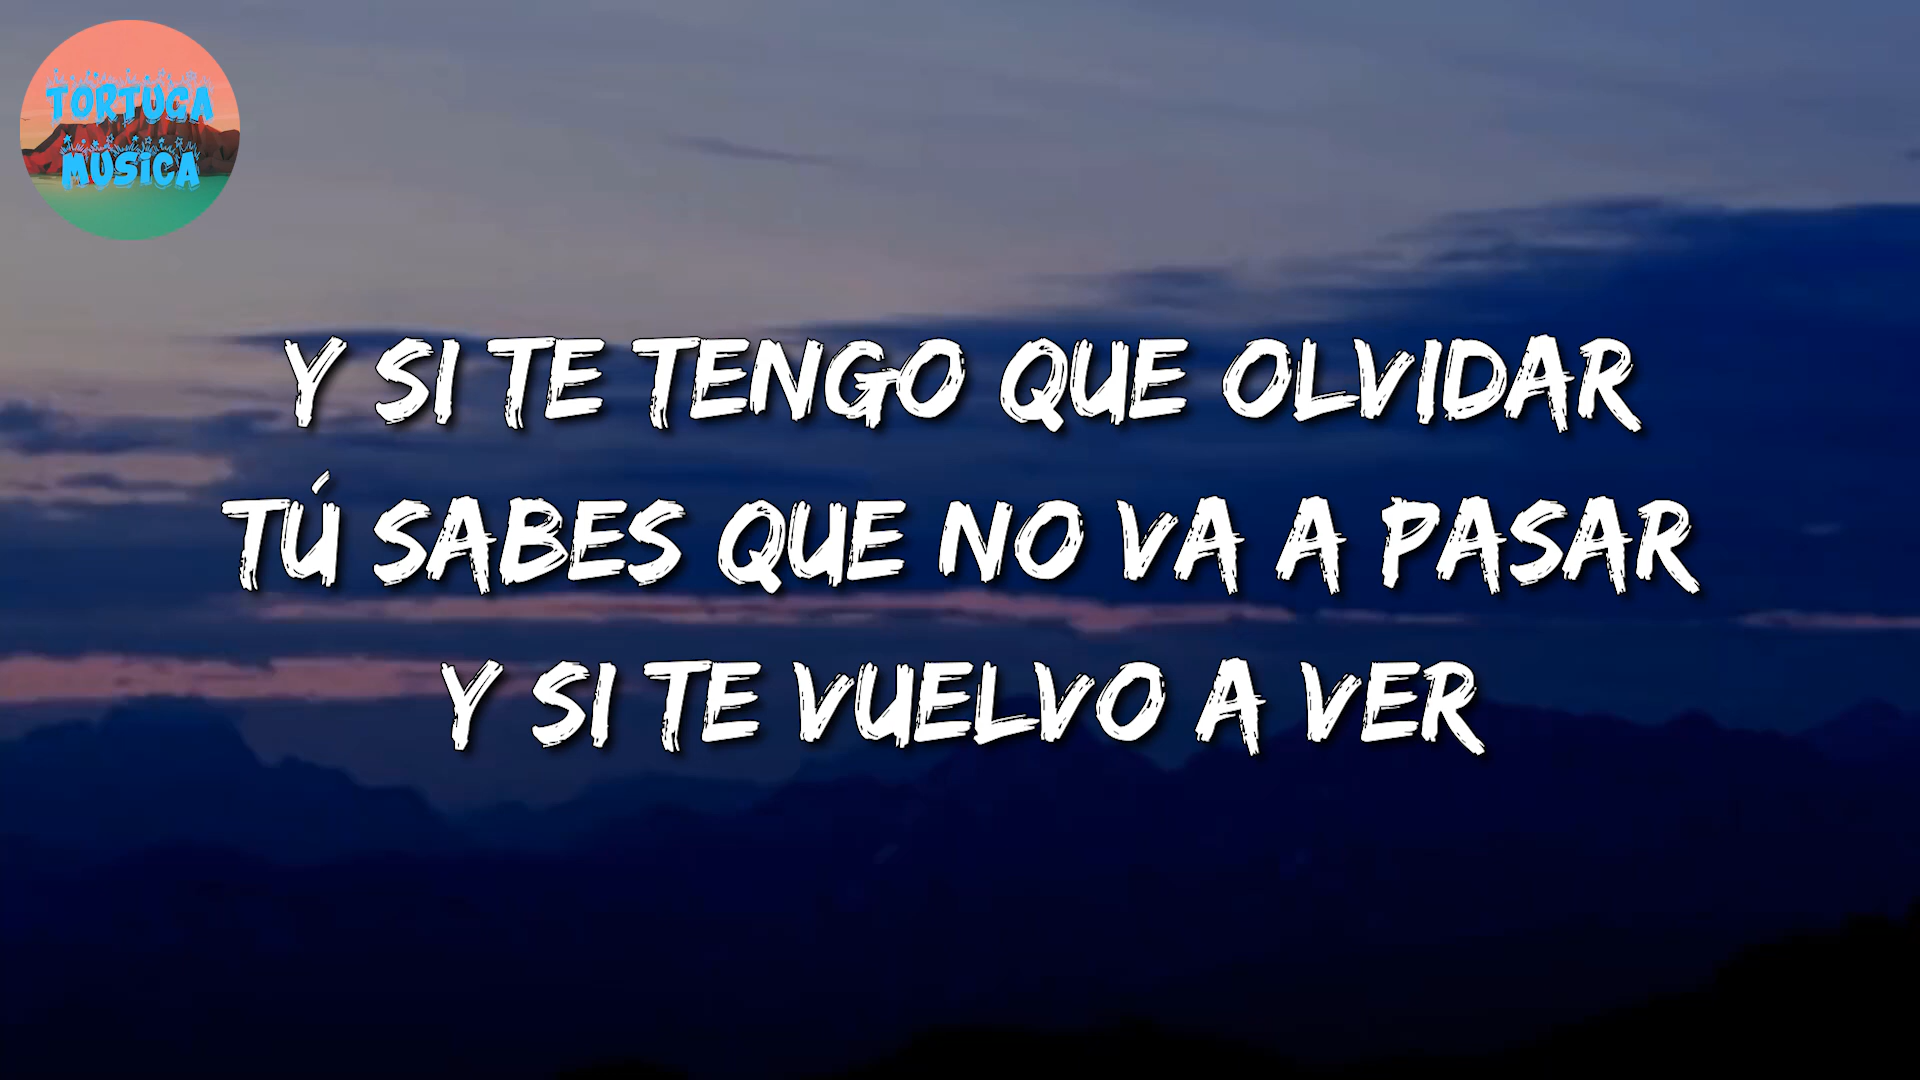 TORTUGA
MUSICA
Y SI TE TENGO QUE OLVIDAR
TÚ SABES QUE NO VA A PASAR
Y SI TE VUELVO A VER